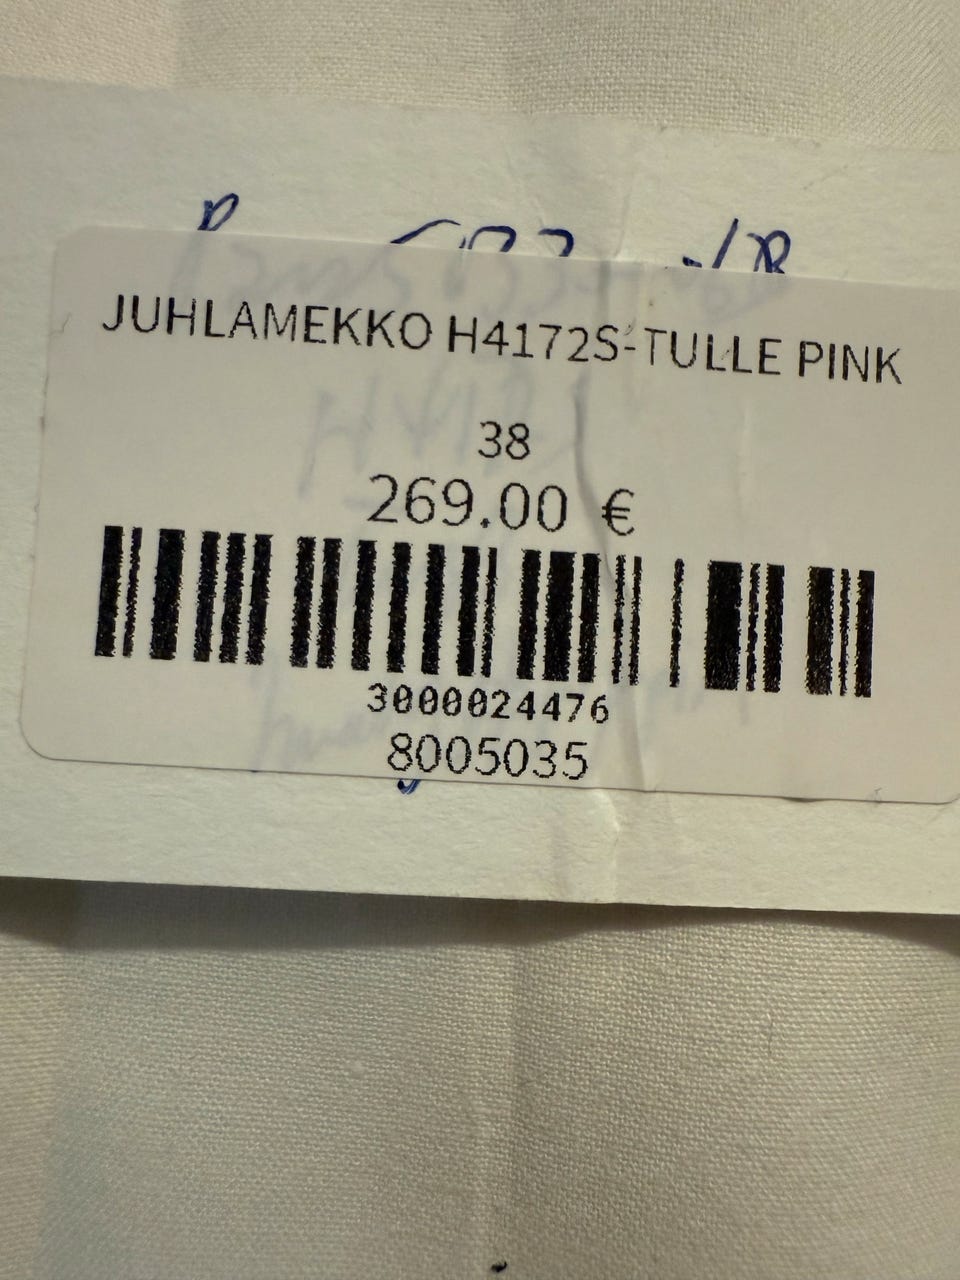 JUHLAMEKKO H4172S-TULLE PINK
38
269.00 €
3000024476
8005035